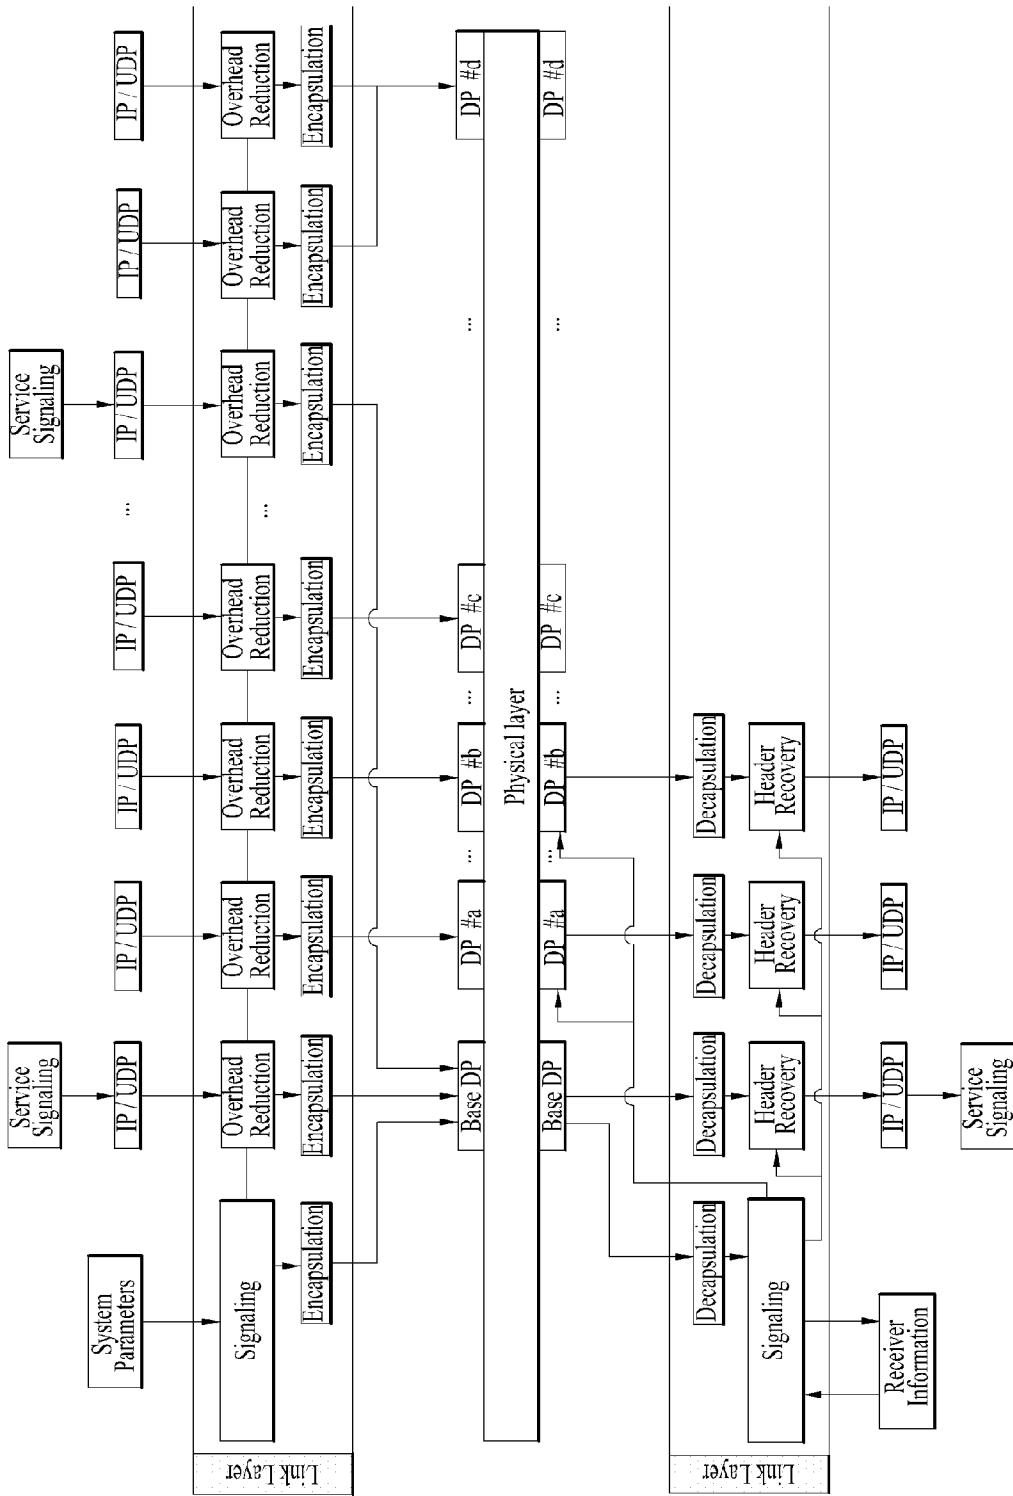 Service
Signaling
Service
Signaling
System
Parameters
IP / UDP
IP / UDP
IP / UDP
IP / UDP
...
IP / UDP
IP / UDP
IP / UDP
Link Layer
Signaling
Overhead
Reduction
Overhead
Reduction
Overhead
Reduction
Overhead
Reduction
...
Overhead
Reduction
Overhead
Reduction
Overhead
Reduction
Encapsulation
Encapsulation
Encapsulation
Encapsulation
Encapsulation
Encapsulation
Encapsulation
Encapsulation
Base DP
DP #a
...
DP #b
...
DP #c
...
DP #d
Physical layer
Base DP
DP #a
...
DP #b
...
DP #c
...
DP #d
Link Layer
Decapsulation
Decapsulation
Decapsulation
Decapsulation
Signaling
Header
Recovery
Header
Recovery
Header
Recovery
Receiver
Information
IP / UDP
IP / UDP
IP / UDP
Service
Signaling